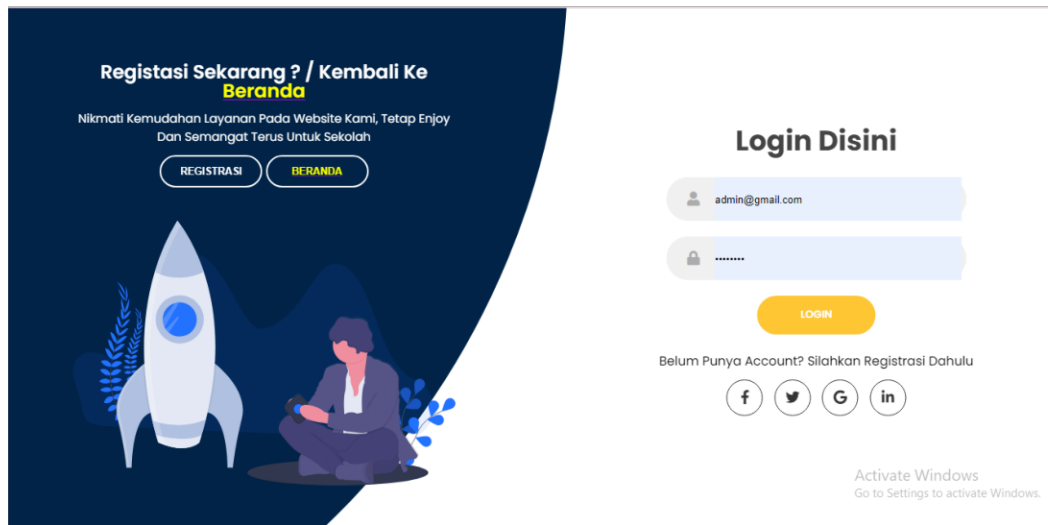 Registasi Sekarang ? / Kembali Ke
Beranda
Nikmati Kemudahan Layanan Pada Website Kami, Tetap Enjoy
Dan Semangat Terus Untuk Sekolah
REGISTRASI
BERANDA
Login Disini
admin@gmail.com
........
LOGIN
Belum Punya Account? Silahkan Registrasi Dahulu
f
G
in
Activate Windows
Go to Settings to activate Windows.